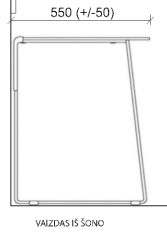 550 (+/-50)
VAIZDAS IŠ ŠONO